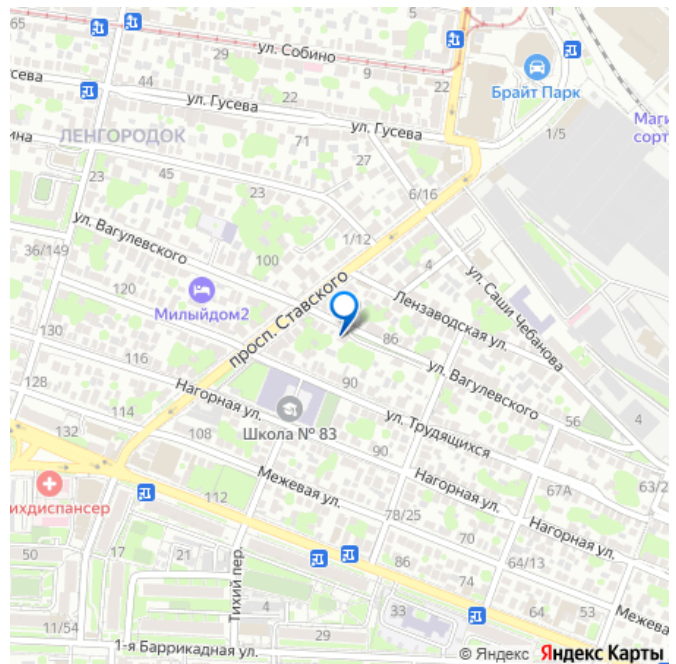 65
ул. Собино
29
9
22
Брайт Парк
усева
44
ул. Гусева
22
ул. Гусева
1/5
Маги
сорт
ЛЕНГОРОДОК
71
27
ина
23
45
23
6/16
ул. Вагулевского
36/149
1/12
100
4
ул. Саши Чебанова
120
Милыйдом2
просп. Ставского
Лензаводская ул.
130
86
116
ул. Вагулевского
128
Нагорная ул.
90
114
ул. Трудящихся
56
4
132
108
Школа № 83
90
Межевая ул.
Нагорная ул.
67А
63/2
ихдиспансер
112
78/25
Нагорная ул.
70
50
17
21
86
64/13
74
Тихий пер.
4
33
64
53
Межева
11/54
29
1-я Баррикадная ул.
© Яндекс Яндекс Карты